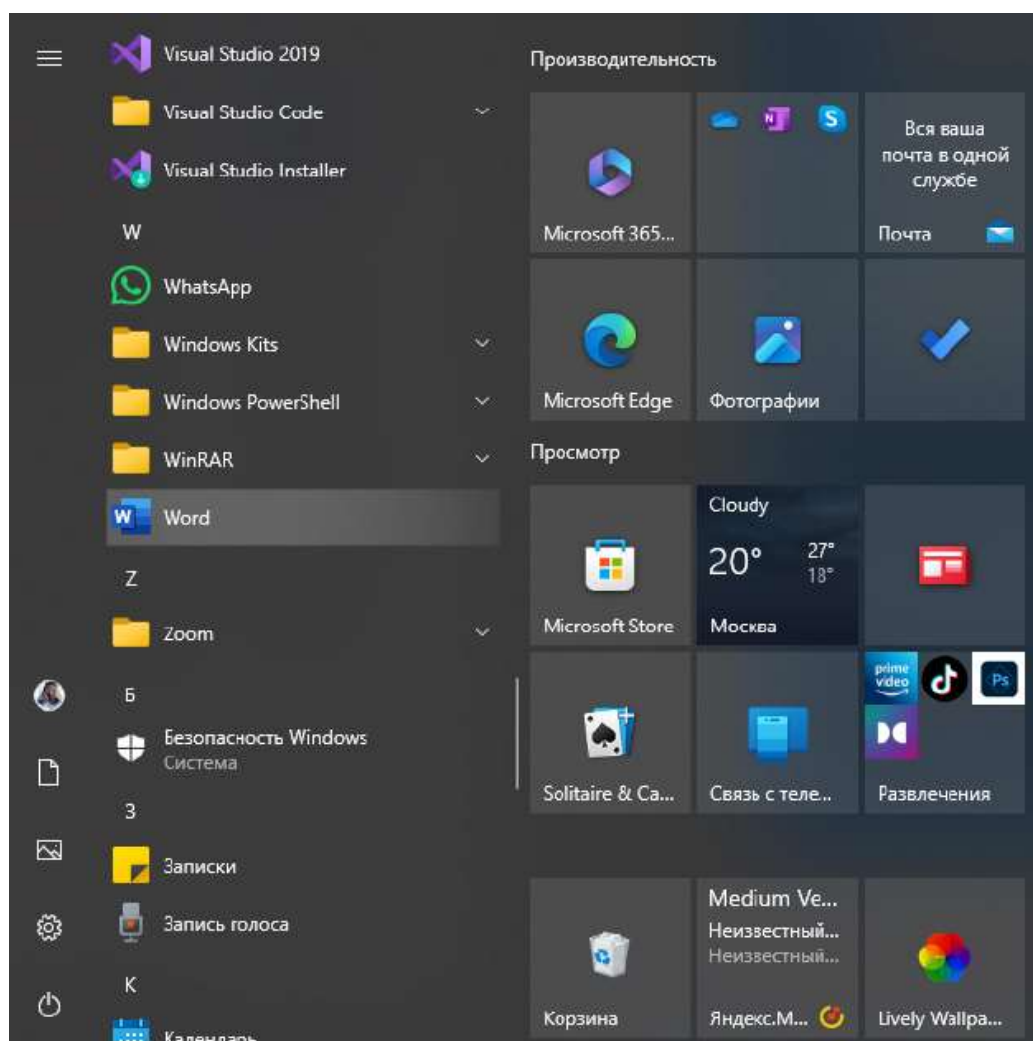 Visual Studio 2019
Visual Studio Code
Visual Studio Installer
W
WhatsApp
Windows Kits
Windows PowerShell
WinRAR
Word
Z
Zoom
Б
Безопасность Windows
Система
З
Записки
Запись голоса
К
Календарь
Производительность
Microsoft 365...
Вся ваша
почта в одной
службе
Почта
Microsoft Edge
Фотографии
Просмотр
Microsoft Store
Cloudy
20°
27°
18°
Москва
Solitaire & Ca...
Связь с теле...
prime
video
Ps
Развлечения
Корзина
Medium Ve...
Неизвестный...
Неизвестный...
Яндекс.М...
Lively Wallpa...